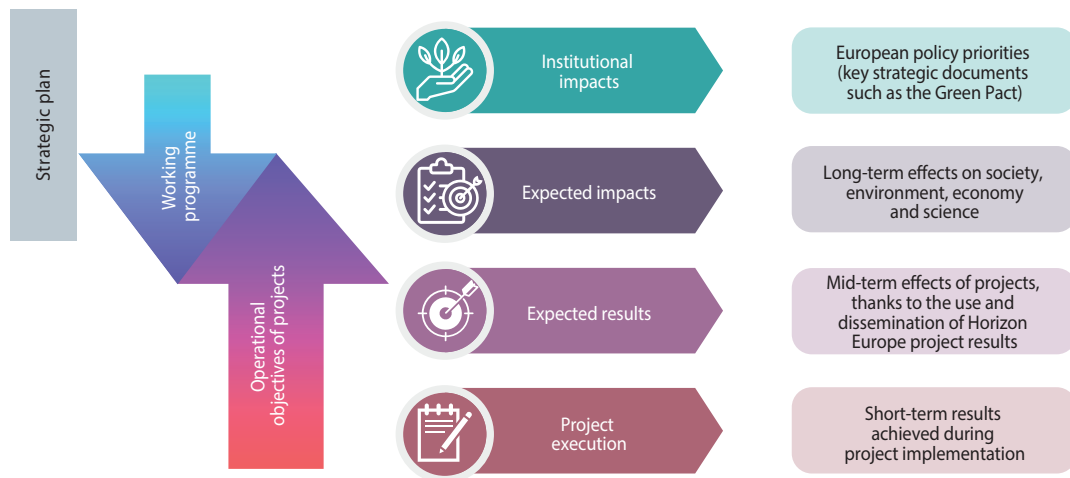 Strategic plan
Working
programme
Operational
objectives of projects
Institutional
impacts
European policy priorities
(key strategic documents
such as the Green Pact)
Expected impacts
Long-term effects on society,
environment, economy
and science
Expected results
Mid-term effects of projects,
thanks to the use and
dissemination of Horizon
Europe project results
Project
execution
Short-term results
achieved during
project implementation